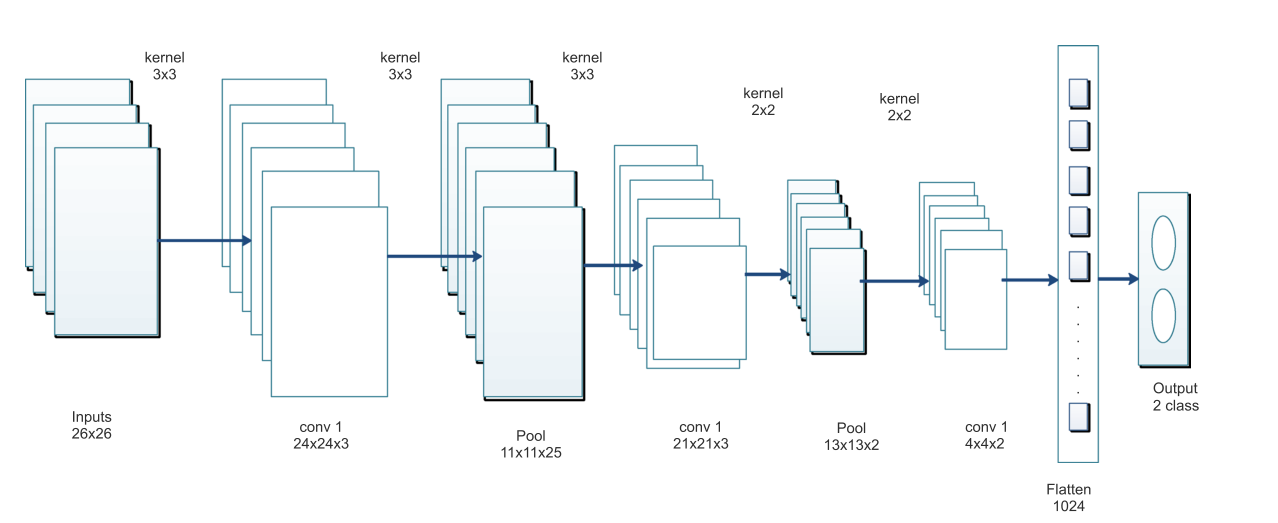 kernel
3x3
kernel
3x3
kernel
3x3
kernel
2x2
kernel
2x2
Inputs
26x26
conv 1
24x24x3
Pool
11x11x25
conv 1
21x21x3
Pool
13x13x2
conv 1
4x4x2
Flatten
1024
Output
2 class